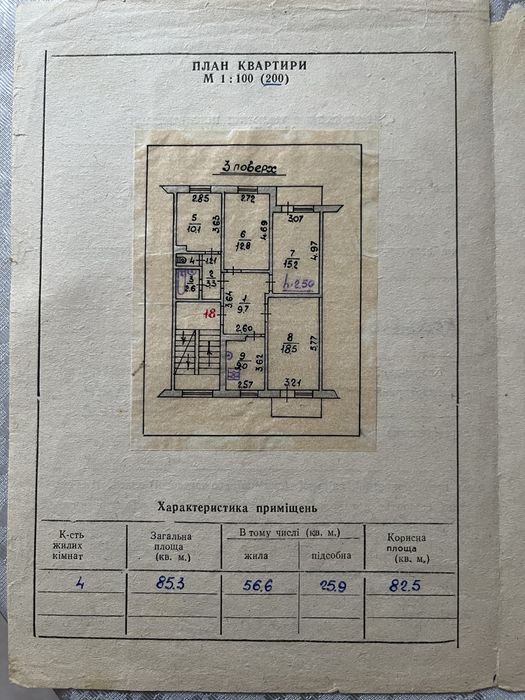 ПЛАН КВАРТИРИ
М 1 : 100 (200)
3 поверх
2.85 2.72
3.07
5
10.1
3.63
6
12.8
4.69
7
15.2
4.97
4 1.21
2
3.3
2.6
h-2.50
3.64
1
9.7
18
2.60
8
18.5
5.77
9
9.0
3.62
2.57
3.21
Характеристика приміщень
К-сть жилих кімнат
Загальна площа (кв. м.)
В тому числі (кв. м.)
жила
підсобна
Корисна площа (кв. м.)
4 85.3 56.6 25.9 82.5